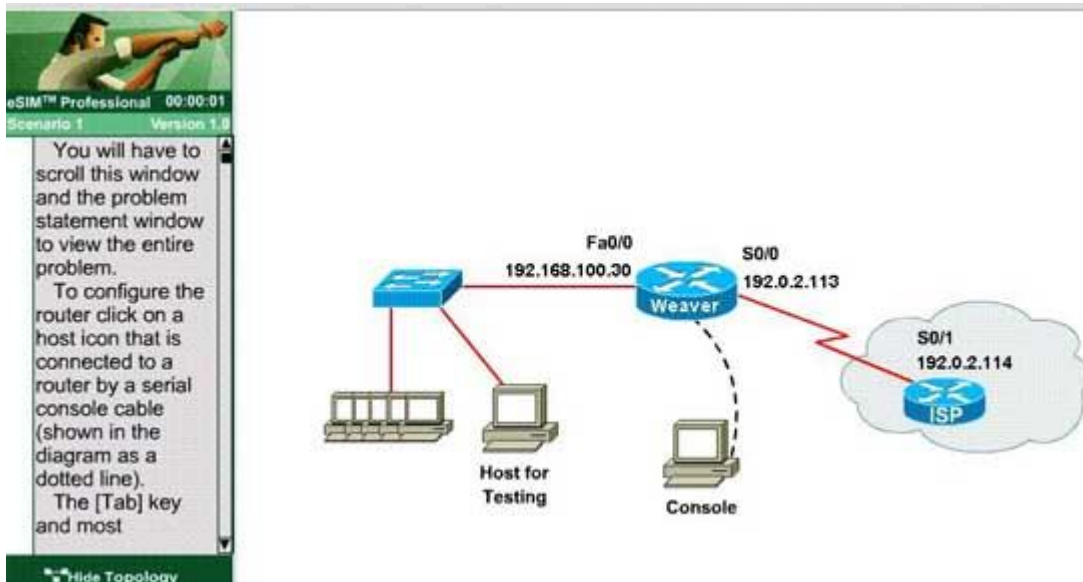 eSIM™ Professional 00:00:01
Scenario 1 Version 1.0
You will have to
scroll this window
and the problem
statement window
to view the entire
problem.
To configure the
router click on a
host icon that is
connected to a
router by a serial
console cable
(shown in the
diagram as a
dotted line).
The [Tab] key
and most
Hide Topology
Fa0/0
192.168.100.30
Weaver
S0/0
192.0.2.113
S0/1
192.0.2.114
ISP
Host for
Testing
Console